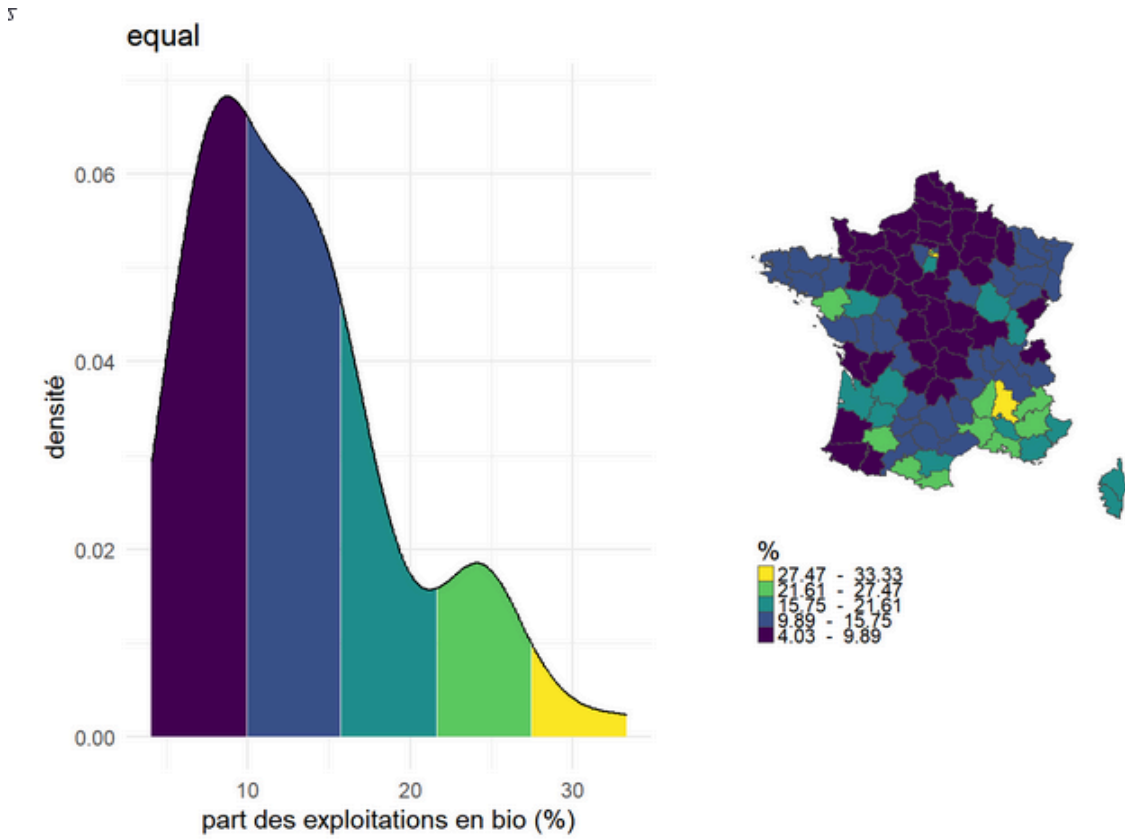 equal
0.06
0.04
0.02
0.00
densité
10 20 30
part des exploitations en bio (%)
%
27.47 - 33.33
21.61 - 27.47
15.75 - 21.61
9.89 - 15.75
4.03 - 9.89